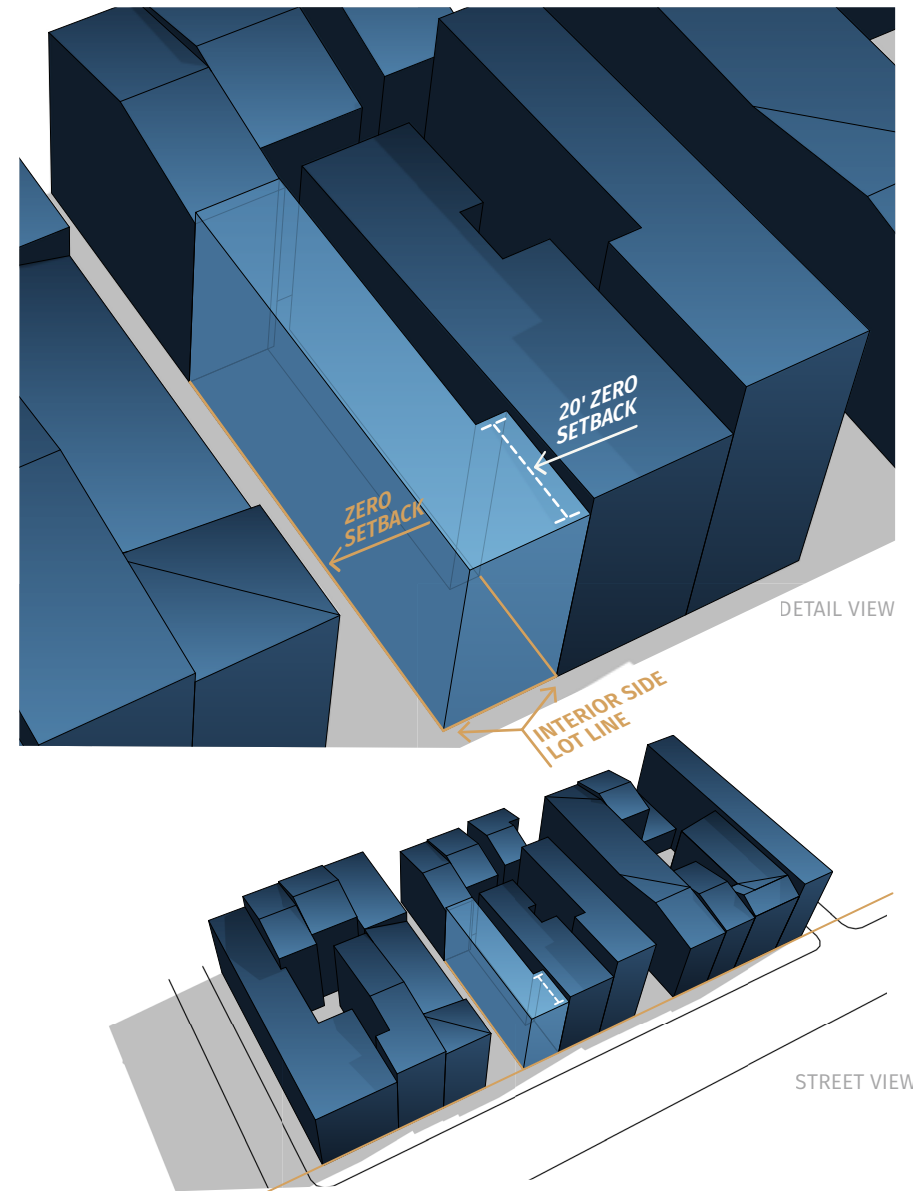 20' ZERO
SETBACK
ZERO
SETBACK
DETAIL VIEW
INTERIOR SIDE
LOT LINE
STREET VIEW